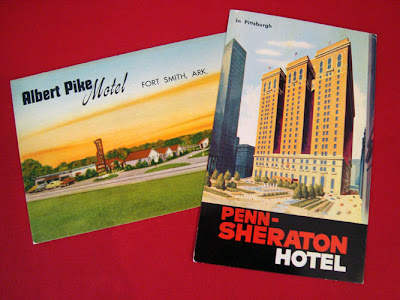 Albert Pike
Motel
FORT SMITH, ARK.
In Pittsburgh
PENN-
SHERATON
HOTEL